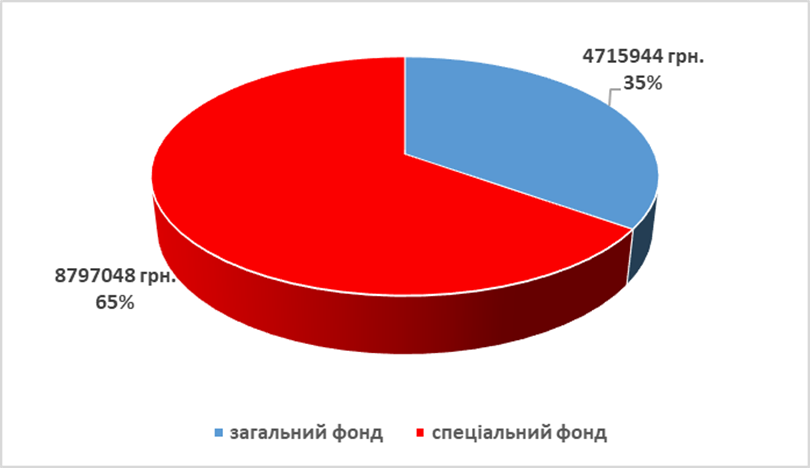 4715944 грн.
35%
8797048 грн.
65%
загальний фонд
спеціальний фонд